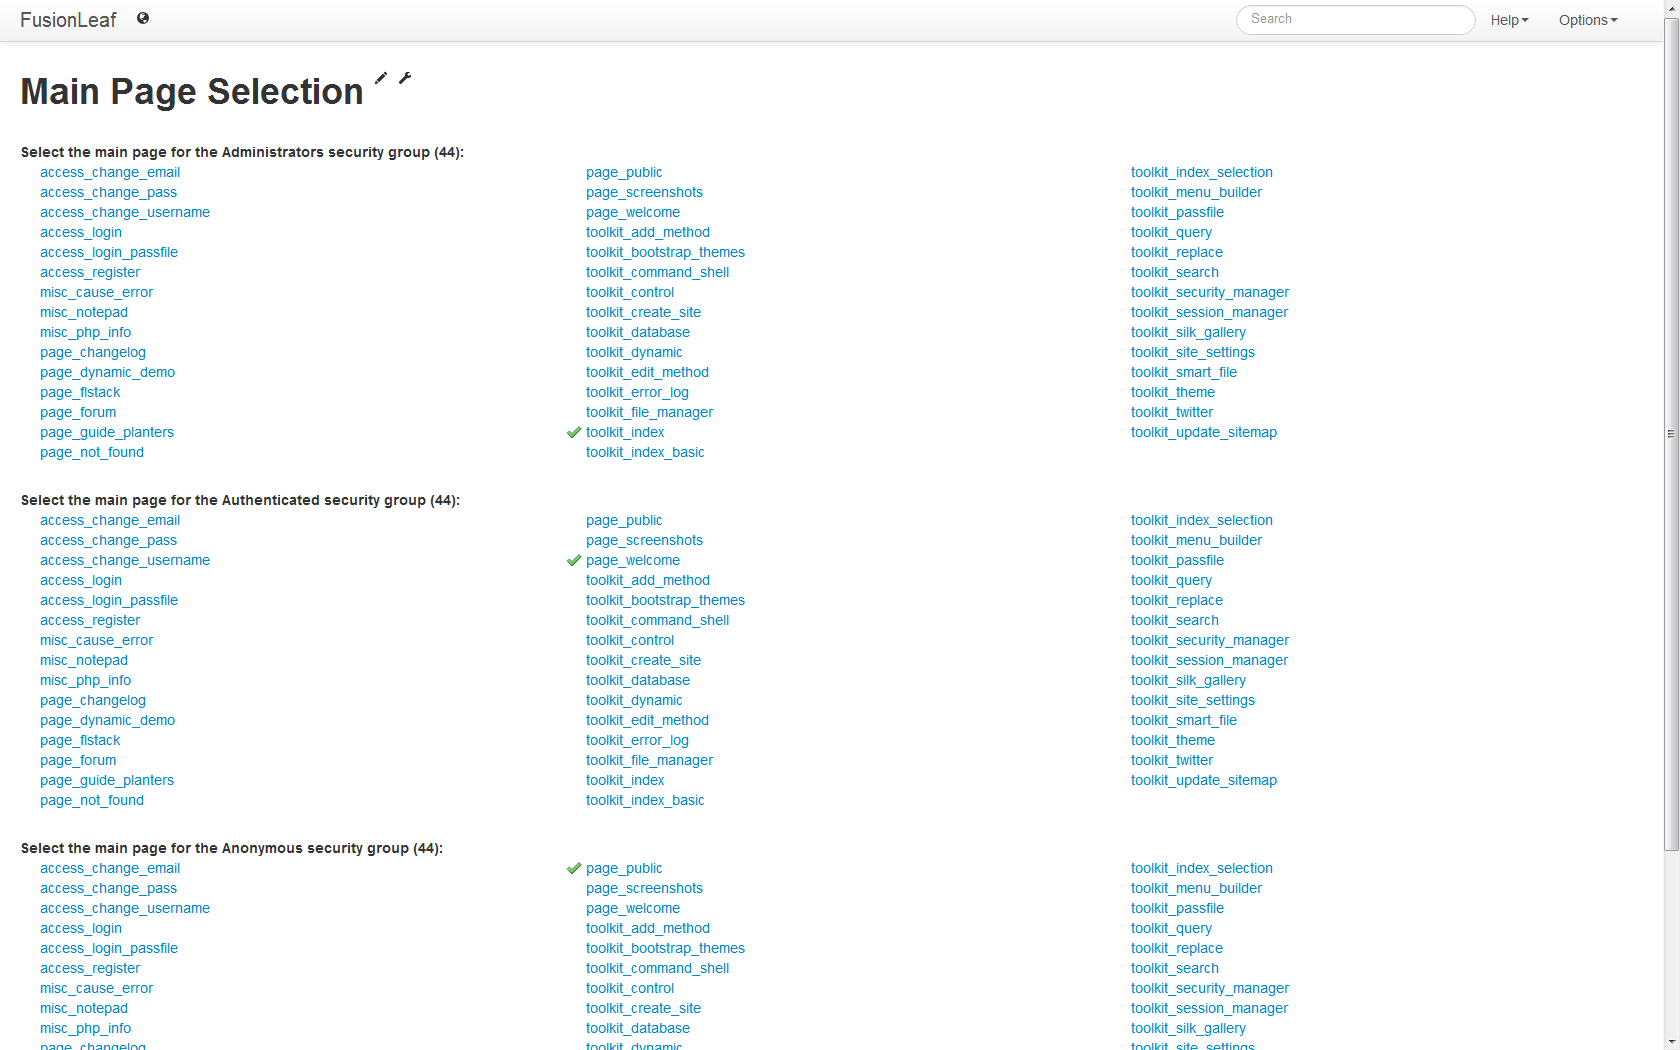 FusionLeaf
Search
Help
Options
Main Page Selection
Select the main page for the Administrators security group (44):
access_change_email
access_change_pass
access_change_username
access_login
access_login_passfile
access_register
misc_cause_error
misc_notepad
misc_php_info
page_changelog
page_dynamic_demo
page_flstack
page_forum
page_guide_planters
page_not_found
page_public
page_screenshots
page_welcome
toolkit_add_method
toolkit_bootstrap_themes
toolkit_command_shell
toolkit_control
toolkit_create_site
toolkit_database
toolkit_dynamic
toolkit_edit_method
toolkit_error_log
toolkit_file_manager
toolkit_index
toolkit_index_basic
toolkit_index_selection
toolkit_menu_builder
toolkit_passfile
toolkit_query
toolkit_replace
toolkit_search
toolkit_security_manager
toolkit_session_manager
toolkit_silk_gallery
toolkit_site_settings
toolkit_smart_file
toolkit_theme
toolkit_twitter
toolkit_update_sitemap
Select the main page for the Authenticated security group (44):
access_change_email
access_change_pass
access_change_username
access_login
access_login_passfile
access_register
misc_cause_error
misc_notepad
misc_php_info
page_changelog
page_dynamic_demo
page_flstack
page_forum
page_guide_planters
page_not_found
page_public
page_screenshots
page_welcome
toolkit_add_method
toolkit_bootstrap_themes
toolkit_command_shell
toolkit_control
toolkit_create_site
toolkit_database
toolkit_dynamic
toolkit_edit_method
toolkit_error_log
toolkit_file_manager
toolkit_index
toolkit_index_basic
toolkit_index_selection
toolkit_menu_builder
toolkit_passfile
toolkit_query
toolkit_replace
toolkit_search
toolkit_security_manager
toolkit_session_manager
toolkit_silk_gallery
toolkit_site_settings
toolkit_smart_file
toolkit_theme
toolkit_twitter
toolkit_update_sitemap
Select the main page for the Anonymous security group (44):
access_change_email
access_change_pass
access_change_username
access_login
access_login_passfile
access_register
misc_cause_error
misc_notepad
misc_php_info
page_changelog
page_public
page_screenshots
page_welcome
toolkit_add_method
toolkit_bootstrap_themes
toolkit_command_shell
toolkit_control
toolkit_create_site
toolkit_database
toolkit_dynamic
toolkit_index_selection
toolkit_menu_builder
toolkit_passfile
toolkit_query
toolkit_replace
toolkit_search
toolkit_security_manager
toolkit_session_manager
toolkit_silk_gallery
toolkit_site_settings